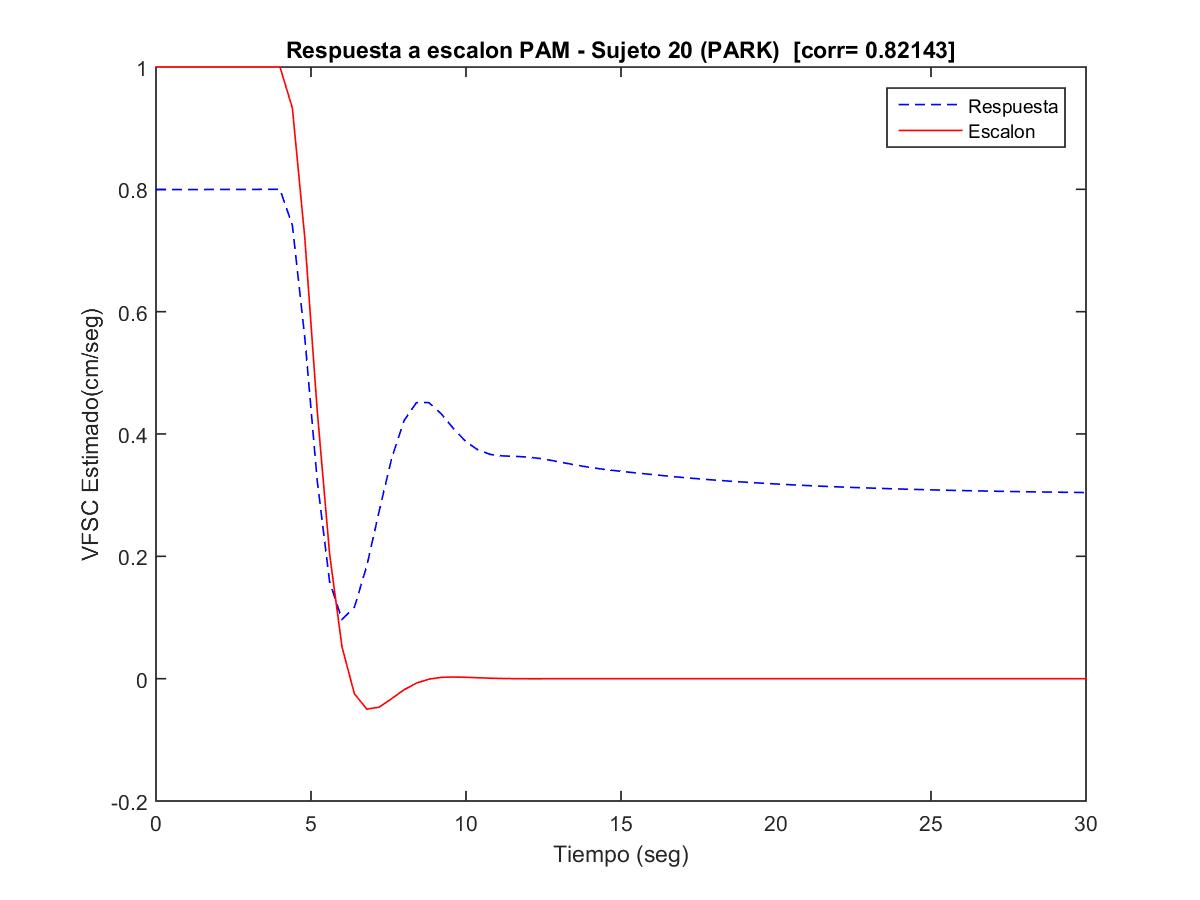 Respuesta a escalon PAM - Sujeto 20 (PARK)  [corr= 0.82143]
Respuesta
Escalon
VFSC Estimado(cm/seg)
1
0.8
0.6
0.4
0.2
0
-0.2
0 5 10 15 20 25 30
Tiempo (seg)